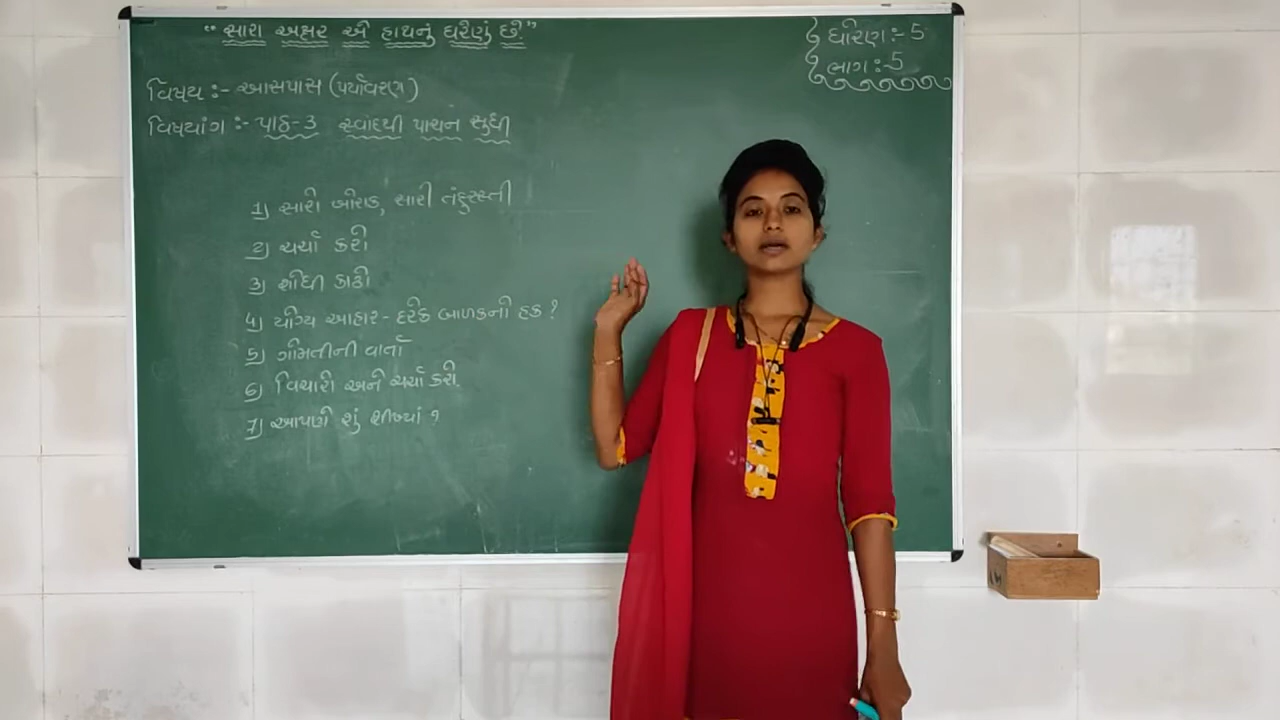 "સારા અક્ષર એ હાથનું ઘરેણું છે."
ધોરણ :- 5
ભાગ :- 5
વિષય :- આસપાસ (પર્યાવરણ)
વિષયાંગ :- પાઠ-3 સ્વાદથી પાચન સુધી
1) સારો ખોરાક, સારી તંદુરસ્તી
2) ચર્ચા કરો
3) શોધી કાઢો
4) યોગ્ય આહાર - દરેક બાળકનો હક ?
5) ગોમતીની વાર્તા
6) વિચારો અને ચર્ચા કરો.
7) આપણે શું શીખ્યાં ?